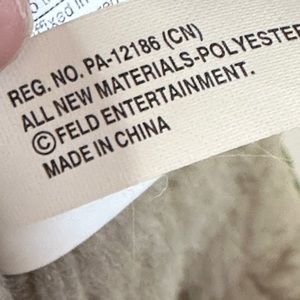 REG. NO. PA-12186 (CN)
ALL NEW MATERIALS-POLYESTER
©FELD ENTERTAINMENT.
MADE IN CHINA